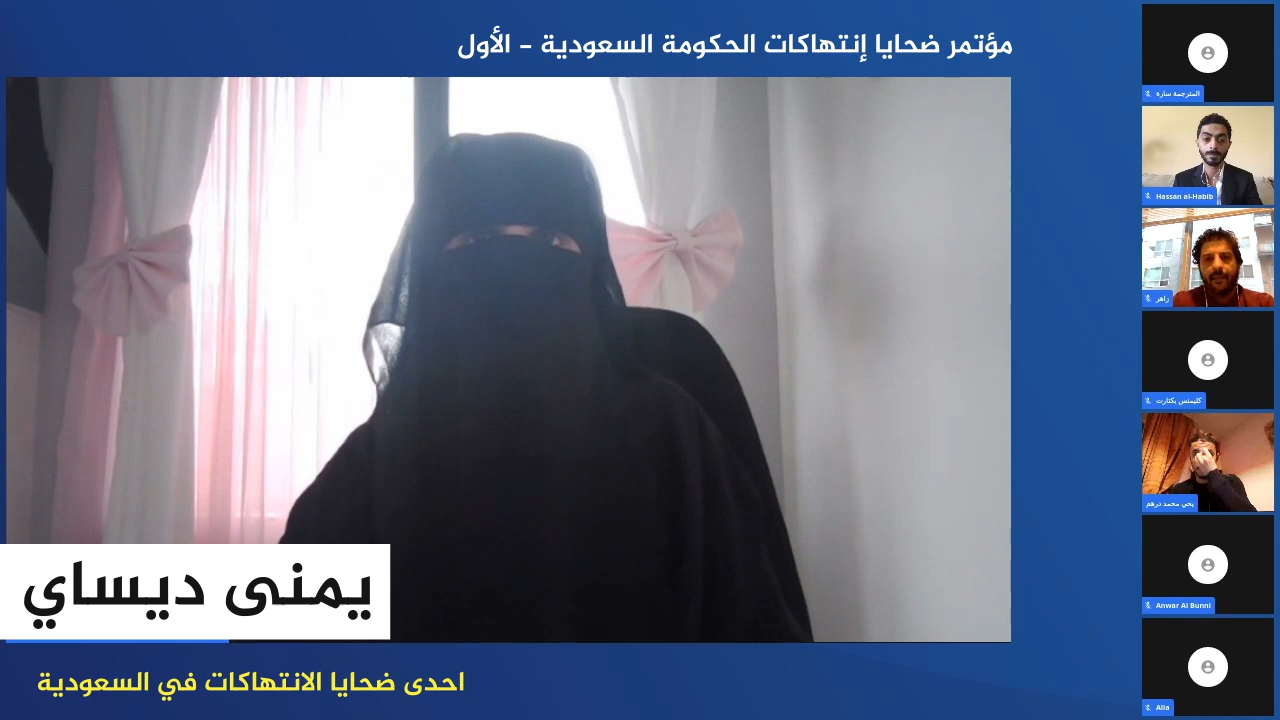 مؤتمر ضحايا إنتهاكات الحكومة السعودية - الأول
المترجمة سارة
Hassan al-Habib
زاهر
كليمنس بكتارت
يحي محمد درهم
Anwar Al Bunni
Alia
يمنى ديساي
احدى ضحايا الانتهاكات في السعودية